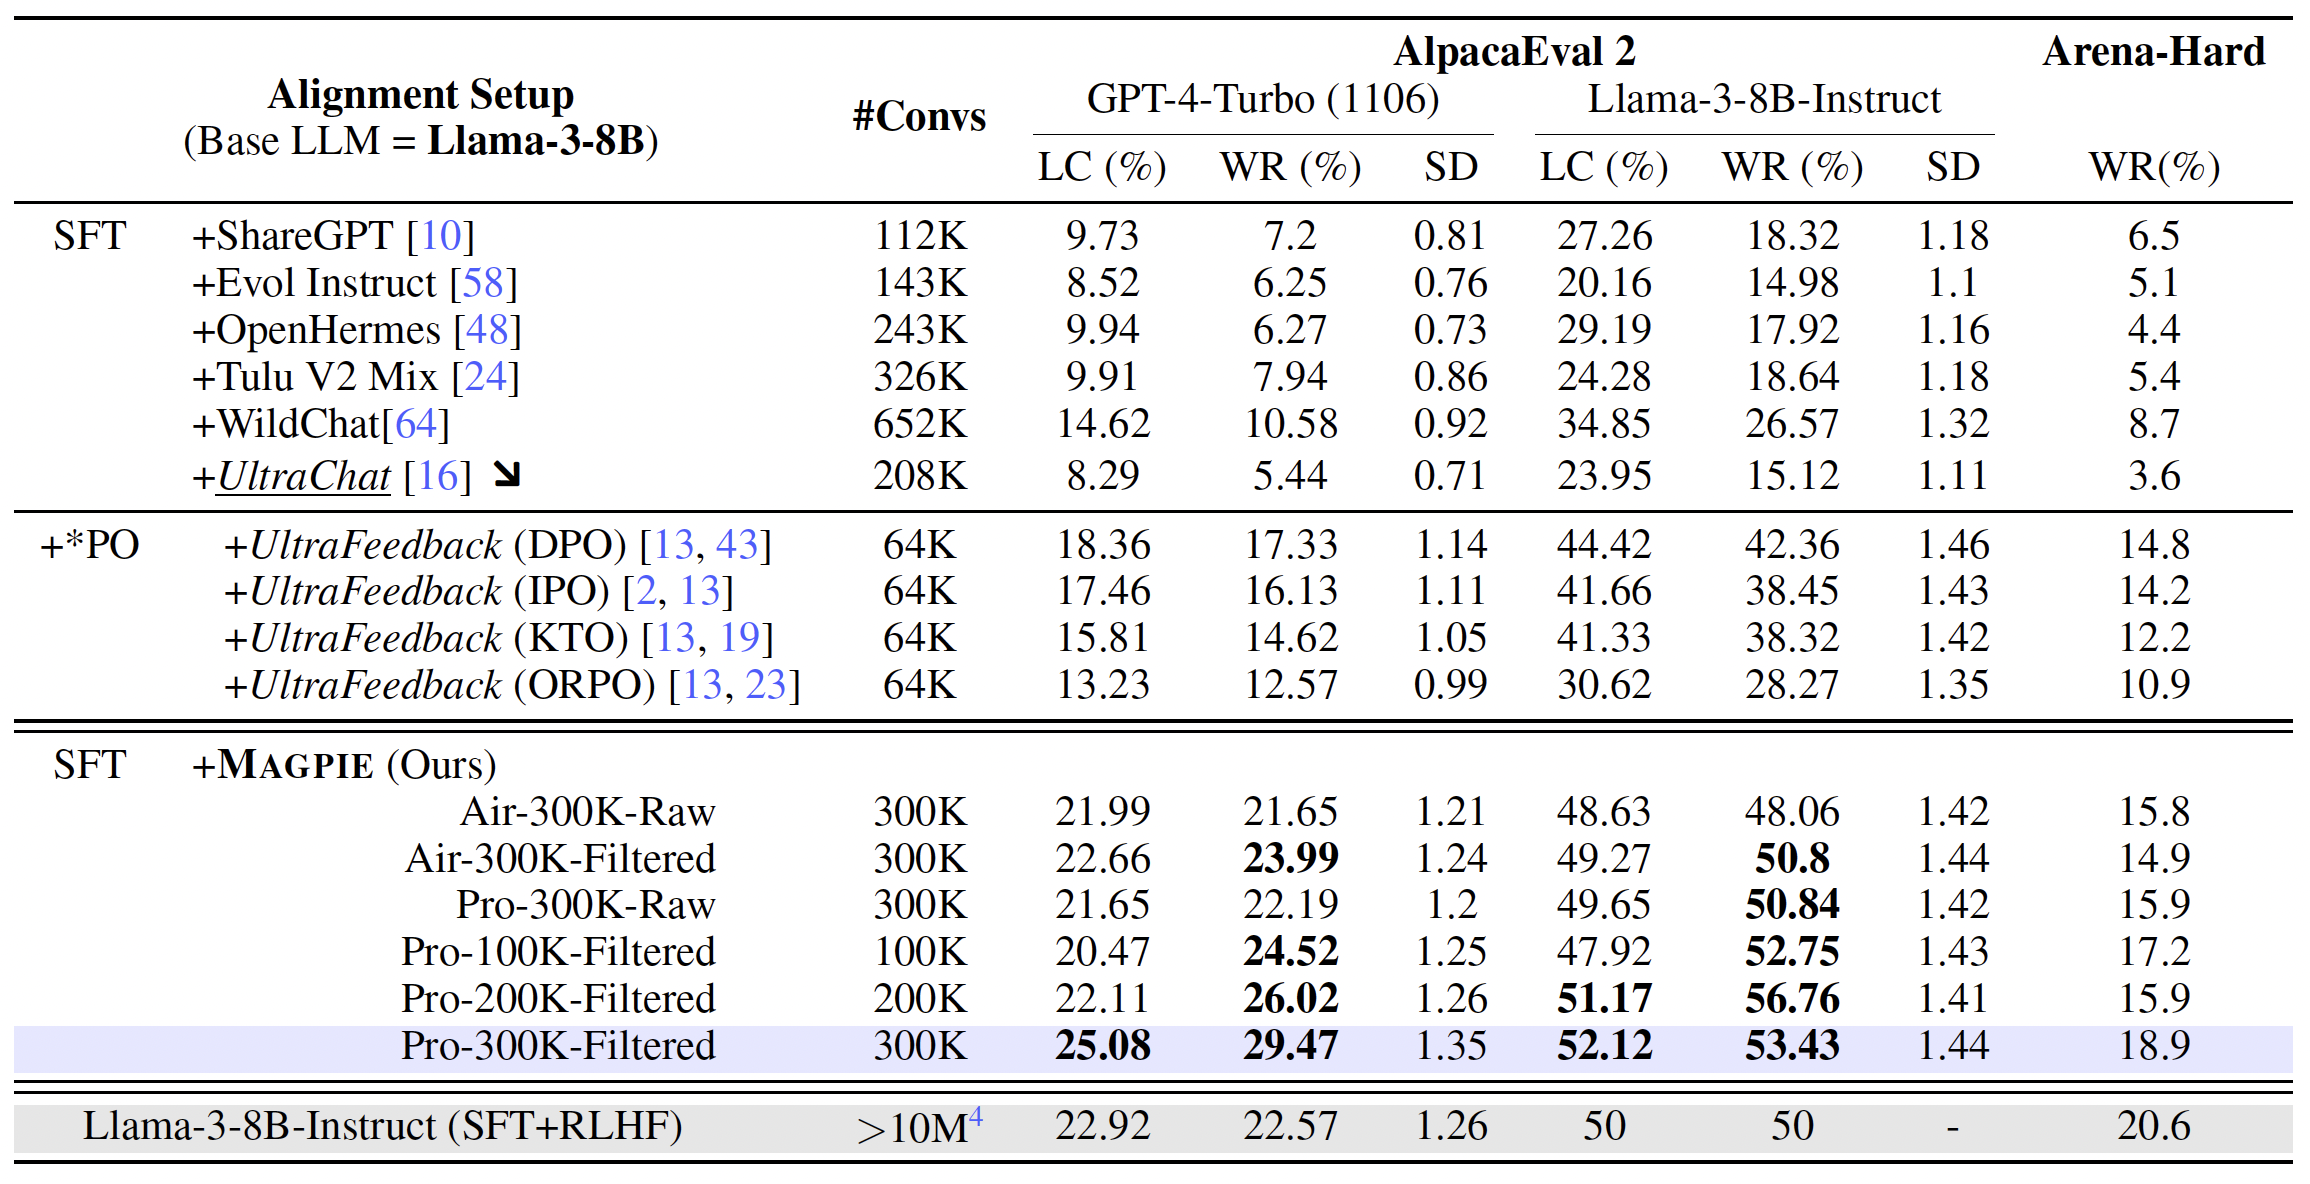 AlpacaEval 2 Arena-Hard
Alignment Setup #Convs GPT-4-Turbo (1106) Llama-3-8B-Instruct
(Base LLM = Llama-3-8B) LC (%) WR (%) SD LC (%) WR (%) SD WR(%)
SFT +ShareGPT [10] 112K 9.73 7.2 0.81 27.26 18.32 1.18 6.5
+Evol Instruct [58] 143K 8.52 6.25 0.76 20.16 14.98 1.1 5.1
+OpenHermes [48] 243K 9.94 6.27 0.73 29.19 17.92 1.16 4.4
+Tulu V2 Mix [24] 326K 9.91 7.94 0.86 24.28 18.64 1.18 5.4
+WildChat[64] 652K 14.62 10.58 0.92 34.85 26.57 1.32 8.7
+UltraChat [16] ➘ 208K 8.29 5.44 0.71 23.95 15.12 1.11 3.6
+*PO +UltraFeedback (DPO) [13, 43] 64K 18.36 17.33 1.14 44.42 42.36 1.46 14.8
+UltraFeedback (IPO) [2, 13] 64K 17.46 16.13 1.11 41.66 38.45 1.43 14.2
+UltraFeedback (KTO) [13, 19] 64K 15.81 14.62 1.05 41.33 38.32 1.42 12.2
+UltraFeedback (ORPO) [13, 23] 64K 13.23 12.57 0.99 30.62 28.27 1.35 10.9
SFT +MAGPIE (Ours)
Air-300K-Raw 300K 21.99 21.65 1.21 48.63 48.06 1.42 15.8
Air-300K-Filtered 300K 22.66 23.99 1.24 49.27 50.8 1.44 14.9
Pro-300K-Raw 300K 21.65 22.19 1.2 49.65 50.84 1.42 15.9
Pro-100K-Filtered 100K 20.47 24.52 1.25 47.92 52.75 1.43 17.2
Pro-200K-Filtered 200K 22.11 26.02 1.26 51.17 56.76 1.41 15.9
Pro-300K-Filtered 300K 25.08 29.47 1.35 52.12 53.43 1.44 18.9
Llama-3-8B-Instruct (SFT+RLHF) >10M4 22.92 22.57 1.26 50 50 - 20.6